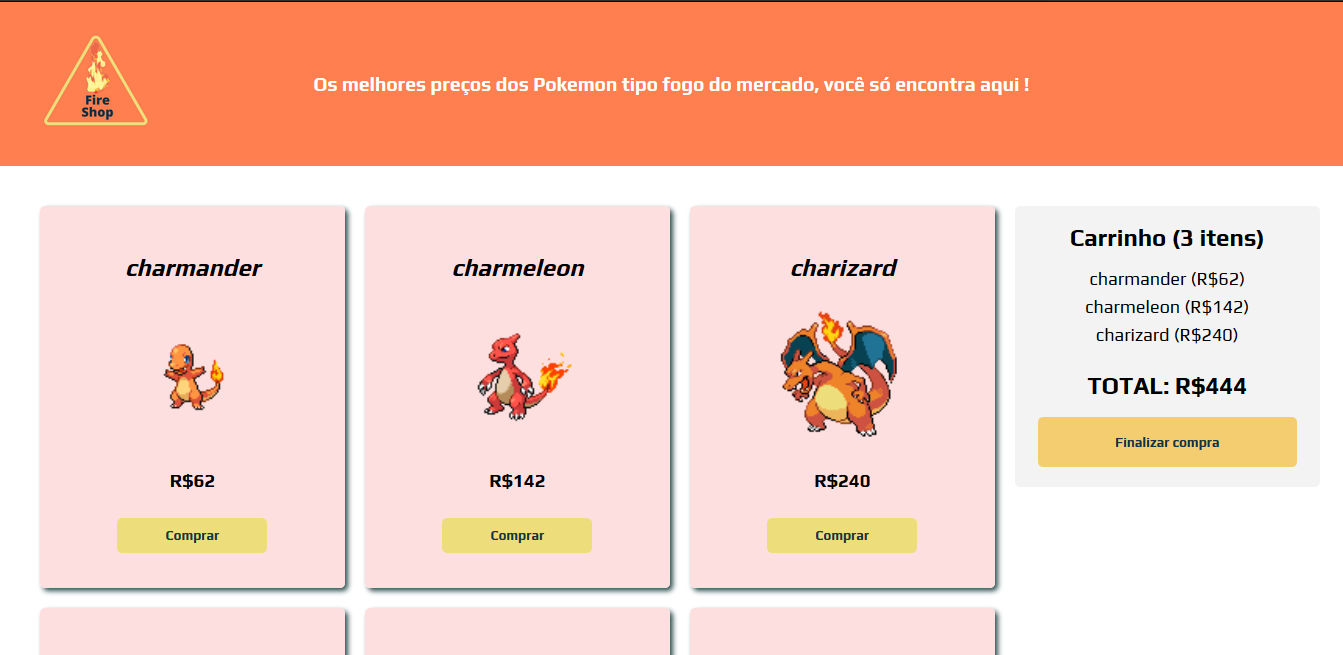 Fire
Shop
Os melhores preços dos Pokemon tipo fogo do mercado, você só encontra aqui !
charmander
R$62
Comprar
charmeleon
R$142
Comprar
charizard
R$240
Comprar
Carrinho (3 itens)
charmander (R$62)
charmeleon (R$142)
charizard (R$240)
TOTAL: R$444
Finalizar compra